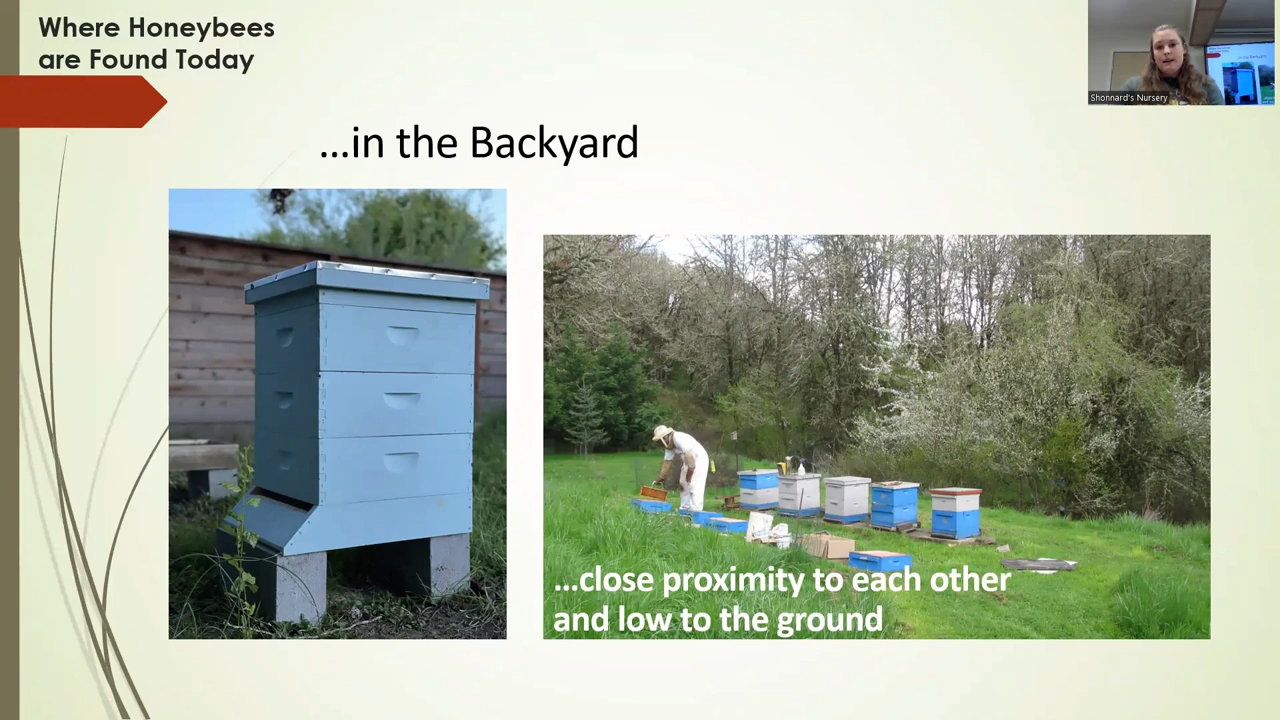 Where Honeybees
are Found Today
Shonnard's Nursery
...in the Backyard
...close proximity to each other
and low to the ground